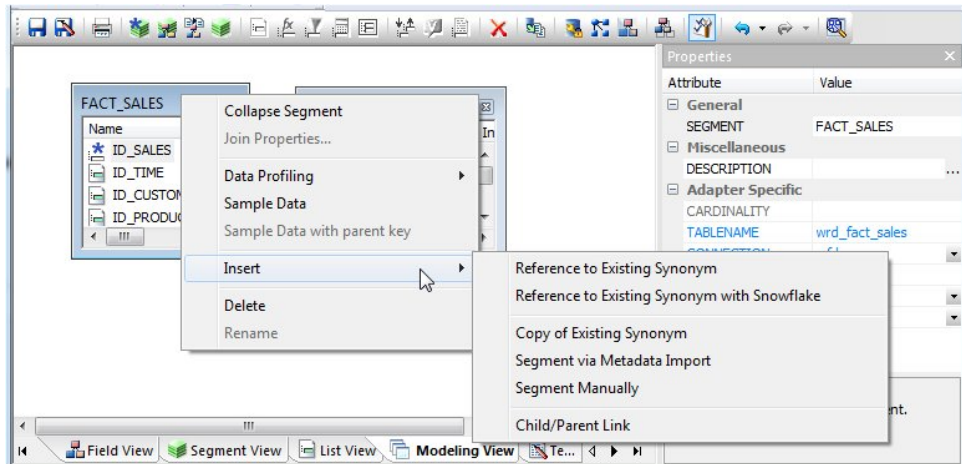 Properties
Attribute Value
General
SEGMENT FACT_SALES
Miscellaneous
DESCRIPTION ...
Adapter Specific
CARDINALITY
TABLENAME wrd_fact_sales
FACT_SALES
Name
ID_SALES
ID_TIME
ID_CUSTOM
ID_PRODU
In
Collapse Segment
Join Properties...
Data Profiling
Sample Data
Sample Data with parent key
Insert
Delete
Rename
Reference to Existing Synonym
Reference to Existing Synonym with Snowflake
Copy of Existing Synonym
Segment via Metadata Import
Segment Manually
Child/Parent Link
ent.
Field View Segment View List View Modeling View Te...